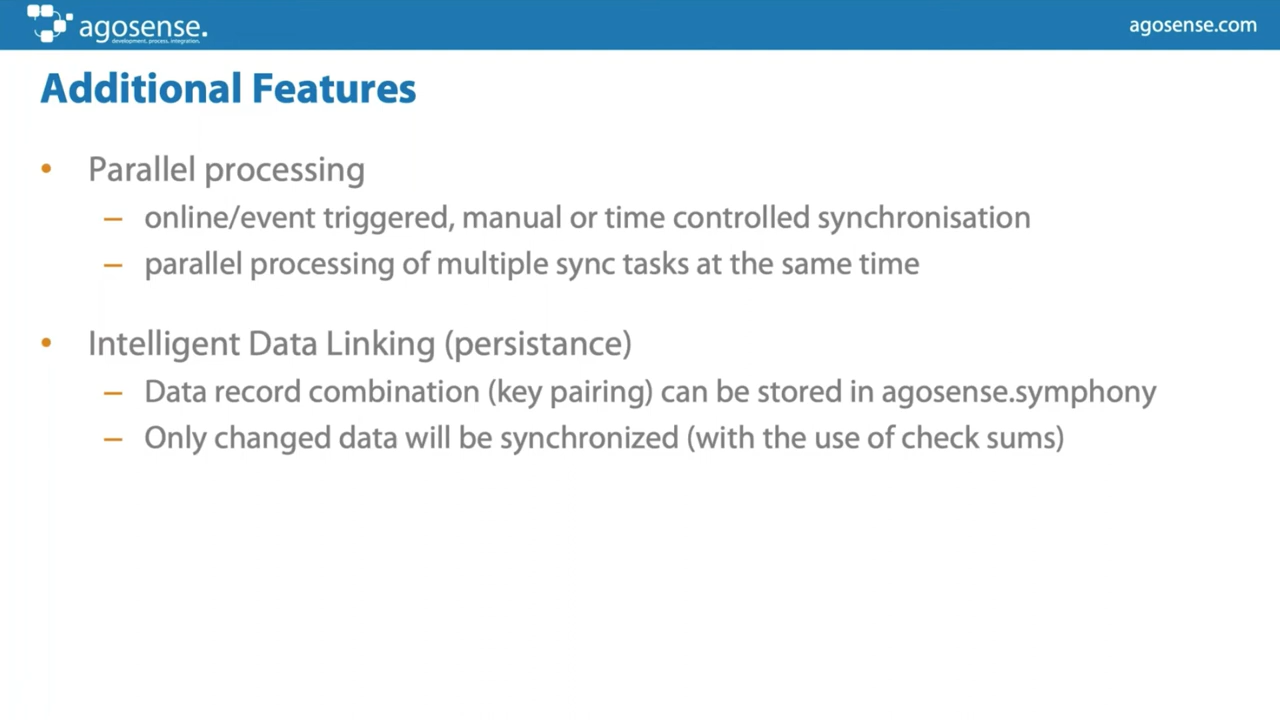 agosense.
development. process. integration.
agosense.com
Additional Features
• Parallel processing
– online/event triggered, manual or time controlled synchronisation
– parallel processing of multiple sync tasks at the same time
• Intelligent Data Linking (persistance)
– Data record combination (key pairing) can be stored in agosense.symphony
– Only changed data will be synchronized (with the use of check sums)